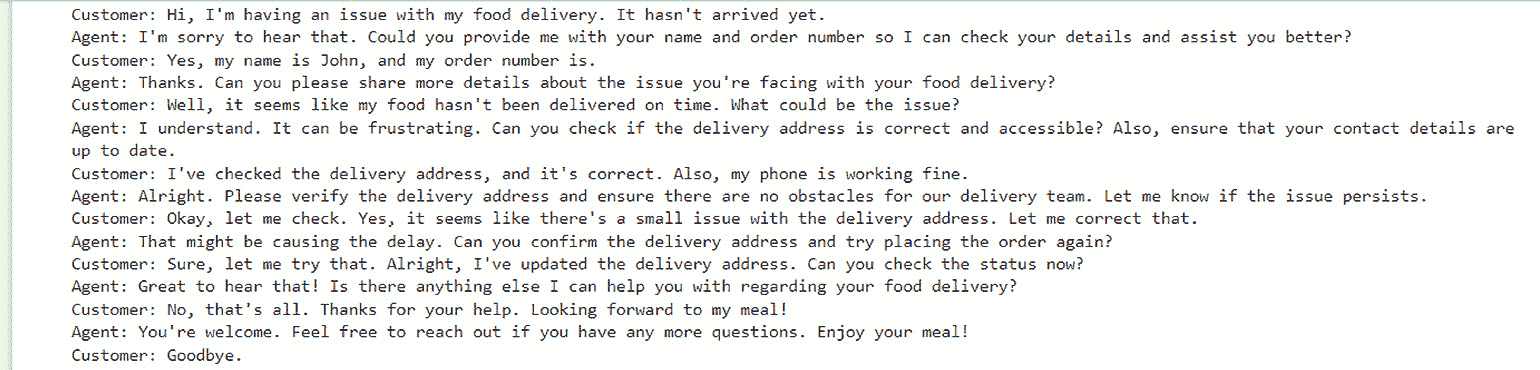 Customer: Hi, I'm having an issue with my food delivery. It hasn't arrived yet.
Agent: I'm sorry to hear that. Could you provide me with your name and order number so I can check your details and assist you better?
Customer: Yes, my name is John, and my order number is.
Agent: Thanks. Can you please share more details about the issue you're facing with your food delivery?
Customer: Well, it seems like my food hasn't been delivered on time. What could be the issue?
Agent: I understand. It can be frustrating. Can you check if the delivery address is correct and accessible? Also, ensure that your contact details are
up to date.
Customer: I've checked the delivery address, and it's correct. Also, my phone is working fine.
Agent: Alright. Please verify the delivery address and ensure there are no obstacles for our delivery team. Let me know if the issue persists.
Customer: Okay, let me check. Yes, it seems like there's a small issue with the delivery address. Let me correct that.
Agent: That might be causing the delay. Can you confirm the delivery address and try placing the order again?
Customer: Sure, let me try that. Alright, I've updated the delivery address. Can you check the status now?
Agent: Great to hear that! Is there anything else I can help you with regarding your food delivery?
Customer: No, that's all. Thanks for your help. Looking forward to my meal!
Agent: You're welcome. Feel free to reach out if you have any more questions. Enjoy your meal!
Customer: Goodbye.